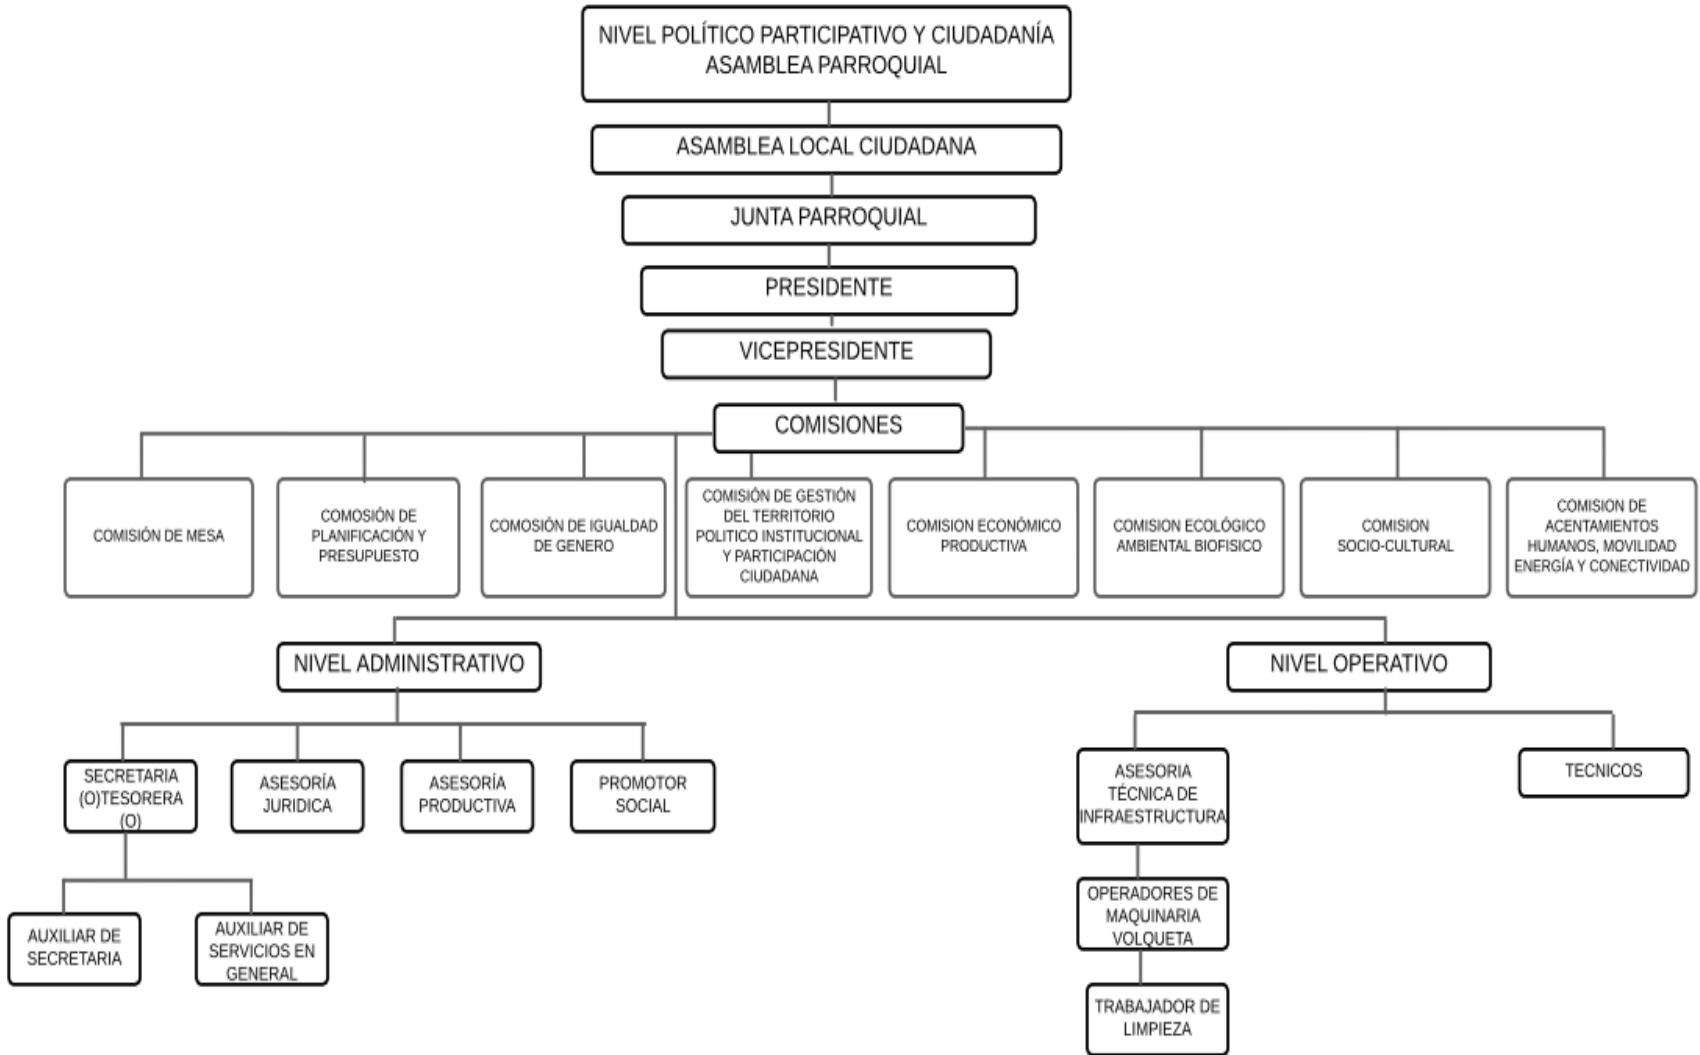 NIVEL POLÍTICO PARTICIPATIVO Y CIUDADANÍA
ASAMBLEA PARROQUIAL
ASAMBLEA LOCAL CIUDADANA
JUNTA PARROQUIAL
PRESIDENTE
VICEPRESIDENTE
COMISIONES
COMISIÓN DE MESA
COMOSIÓN DE
PLANIFICACIÓN Y
PRESUPUESTO
COMOSIÓN DE IGUALDAD
DE GENERO
COMISIÓN DE GESTIÓN
DEL TERRITORIO
POLITICO INSTITUCIONAL
Y PARTICIPACIÓN
CIUDADANA
COMISION ECONÓMICO
PRODUCTIVA
COMISION ECOLÓGICO
AMBIENTAL BIOFISICO
COMISION
SOCIO-CULTURAL
COMISION DE
ACENTAMIENTOS
HUMANOS, MOVILIDAD
ENERGÍA Y CONECTIVIDAD
NIVEL ADMINISTRATIVO
NIVEL OPERATIVO
SECRETARIA
(O)TESORERA
(O)
ASESORÍA
JURIDICA
ASESORÍA
PRODUCTIVA
PROMOTOR
SOCIAL
ASESORIA
TÉCNICA DE
INFRAESTRUCTURA
TECNICOS
AUXILIAR DE
SECRETARIA
AUXILIAR DE
SERVICIOS EN
GENERAL
OPERADORES DE
MAQUINARIA
VOLQUETA
TRABAJADOR DE
LIMPIEZA